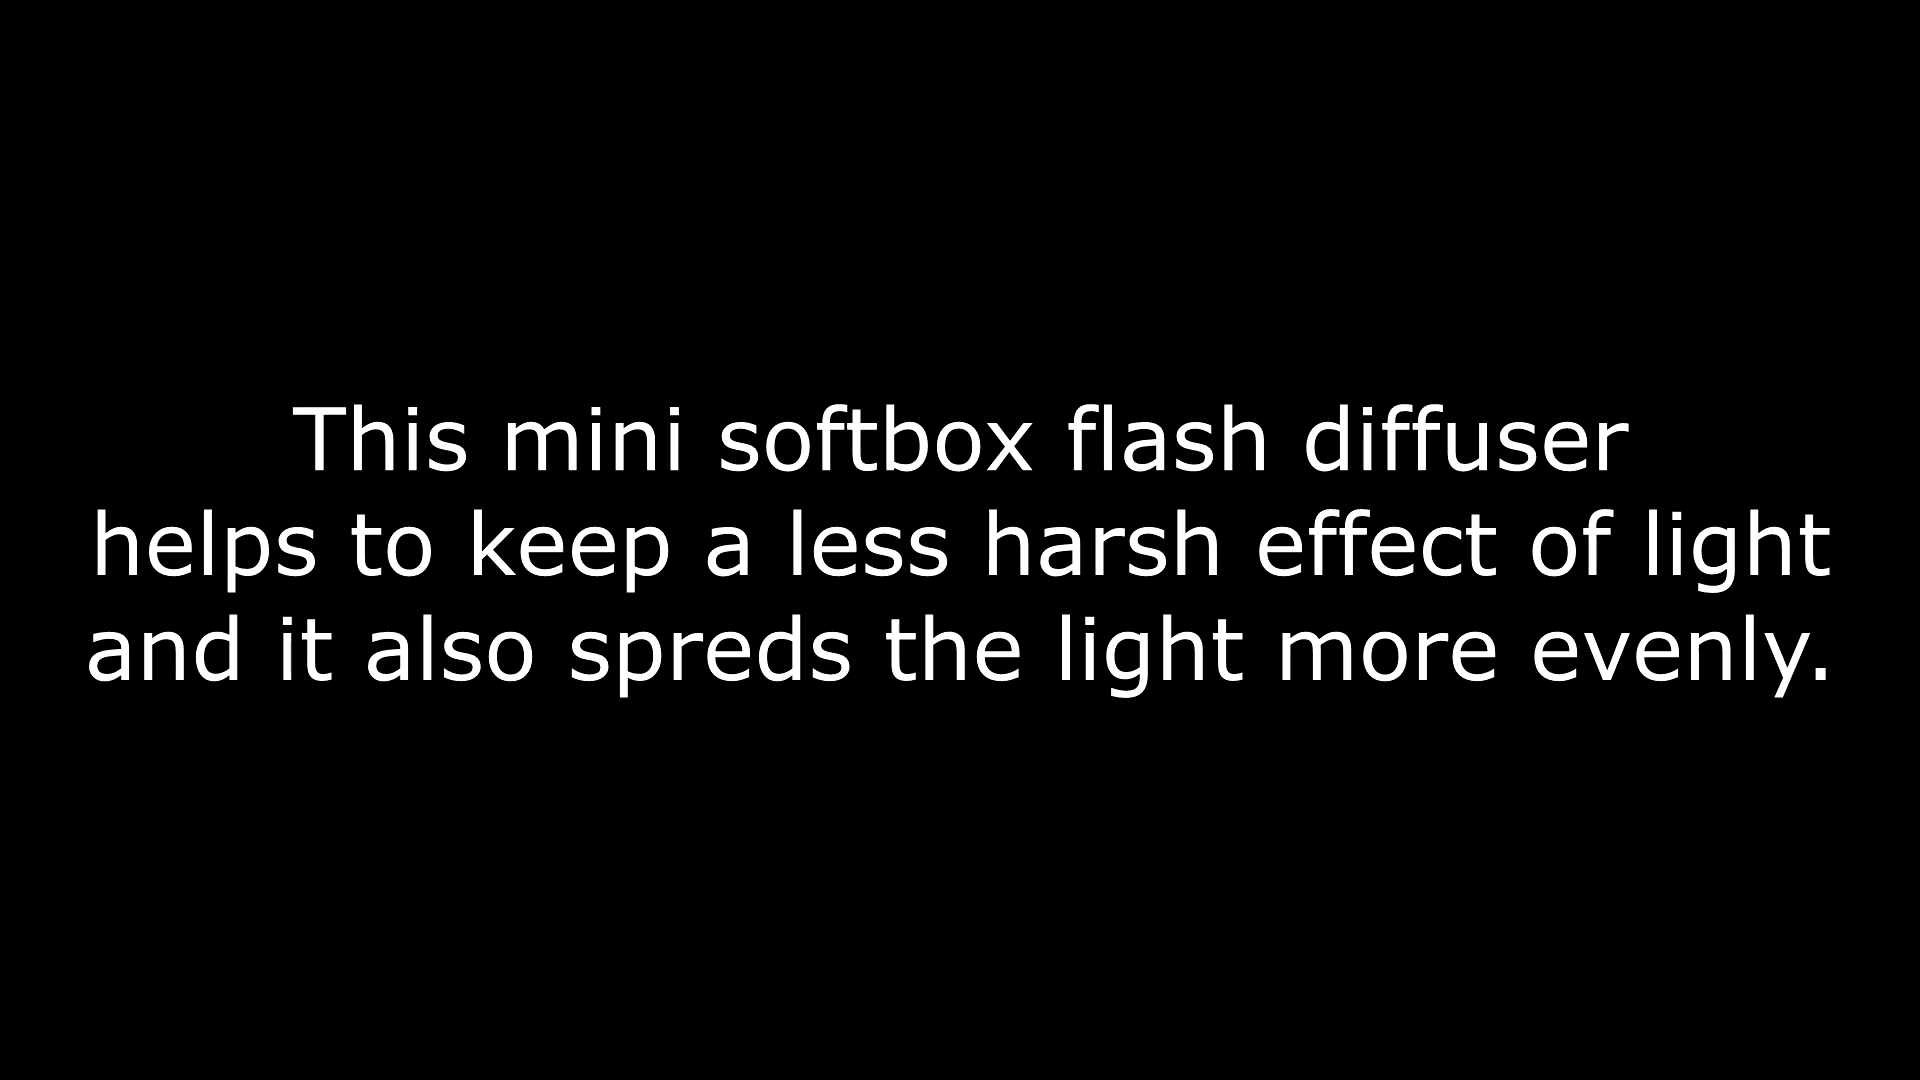 This mini softbox flash diffuser
helps to keep a less harsh effect of light
and it also spreds the light more evenly.